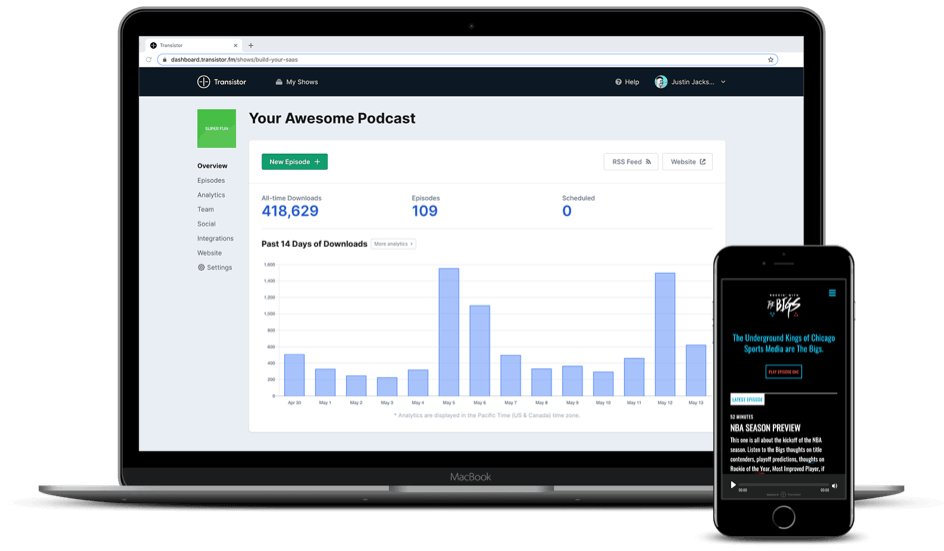 Transistor
dashboard.transistor.fm/shows/build-your-saas
Transistor My Shows Help Justin Jacks...
SUPER FUN
Your Awesome Podcast
New Episode + RSS Feed Website
Overview
Episodes
Analytics
Team
Social
Integrations
Website
Settings
All-time Downloads Episodes Scheduled
418,629 109 0
Past 14 Days of Downloads More analytics
1,600
1,400
1,200
1,000
800
600
400
200
0
Apr 30 May 1 May 2 May 3 May 4 May 5 May 6 May 7 May 8 May 9 May 10 May 11 May 12 May 13
* Analytics are displayed in the Pacific Time (US & Canada) time zone.
MacBook
THE BIGS
The Underground Kings of Chicago
Sports Media are The Bigs.
PLAY EPISODE ONE
LATEST EPISODE
52 MINUTES
NBA SEASON PREVIEW
This one is all about the kickoff of the NBA
season. Listen to the Bigs thoughts on title
contenders, playoff predictions, thoughts on
Rookie of the Year, Most Improved Player, if
00:00 00:00